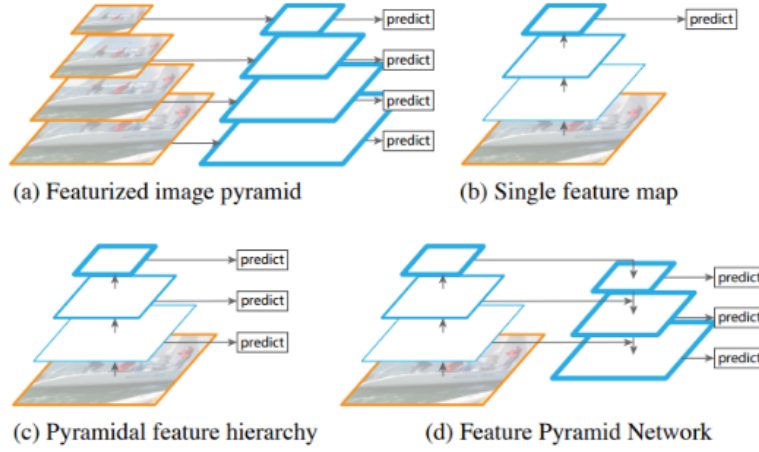 predict
predict
predict
predict
predict
(a) Featurized image pyramid
(b) Single feature map
predict
predict
predict
predict
predict
predict
(c) Pyramidal feature hierarchy
(d) Feature Pyramid Network